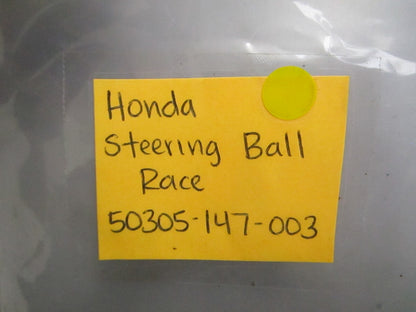 Honda
Steering Ball
Race
50305-147-003